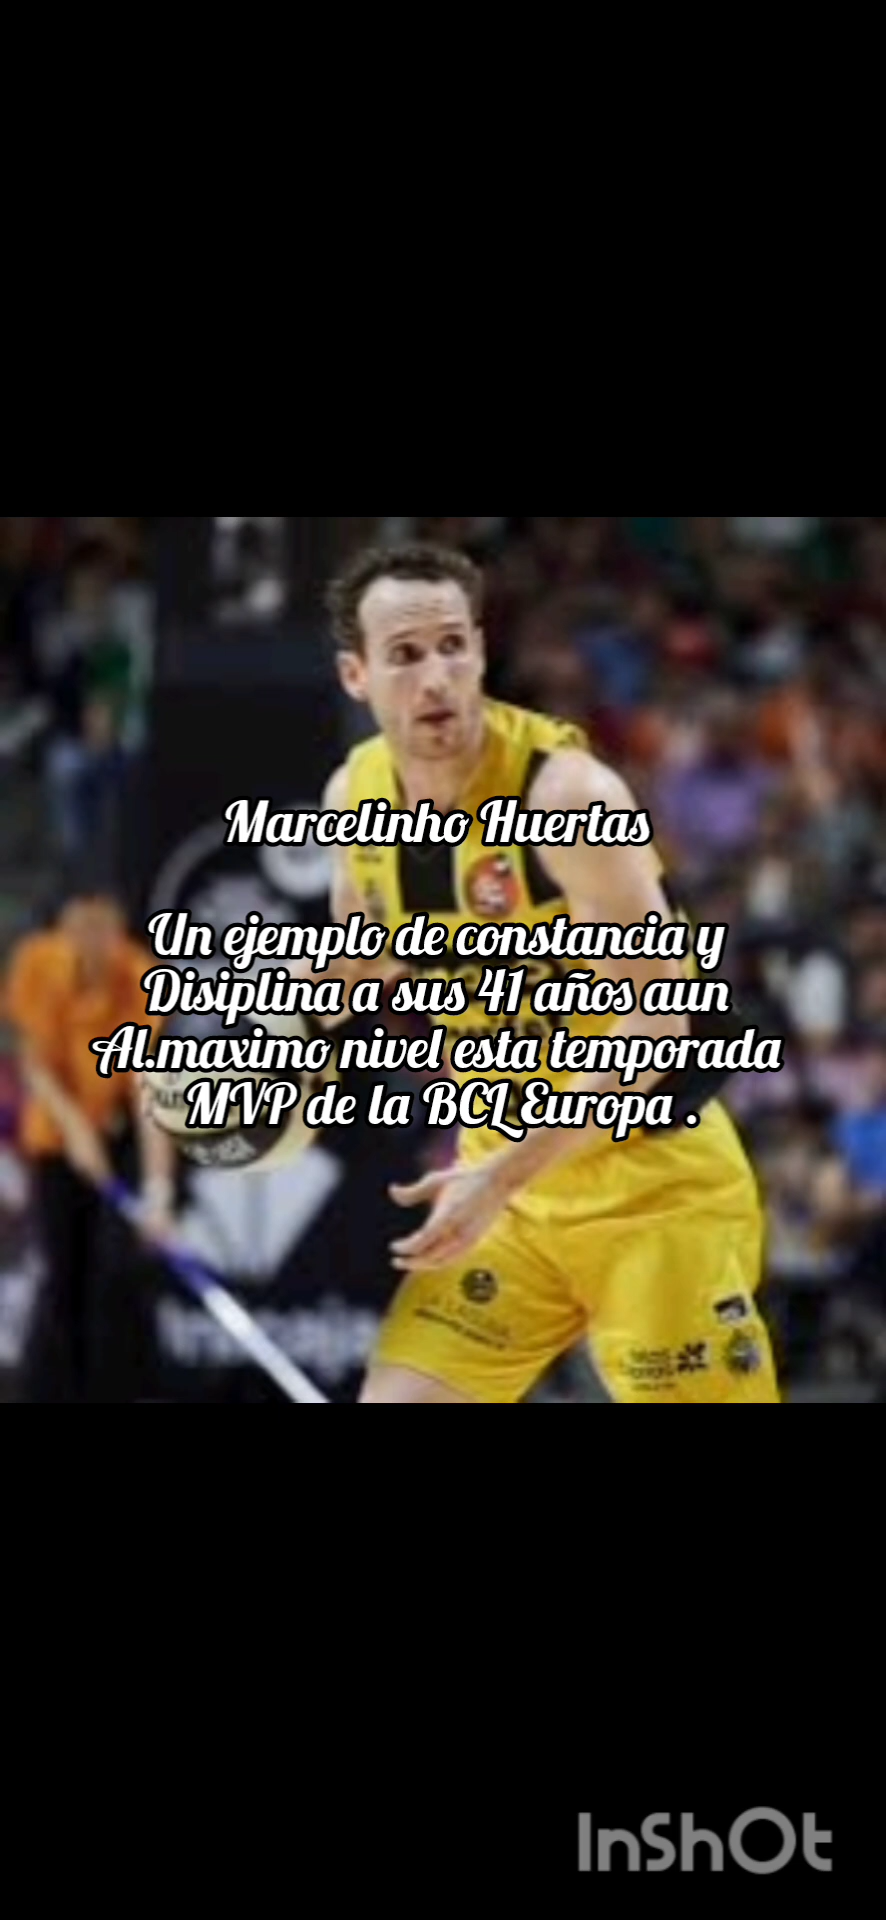 Marcelinho Huertas
Un ejemplo de constancia y
Disiplina a sus 41 años aun
Al.maximo nivel esta temporada
MVP de la BCL Europa .
InShOt